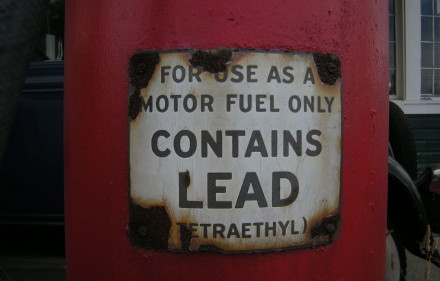 FOR USE AS A
MOTOR FUEL ONLY
CONTAINS
LEAD
(TETRAETHYL)